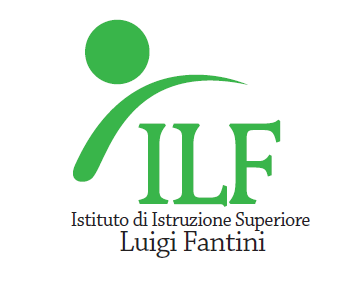 ILF
Istituto di Istruzione Superiore
Luigi Fantini